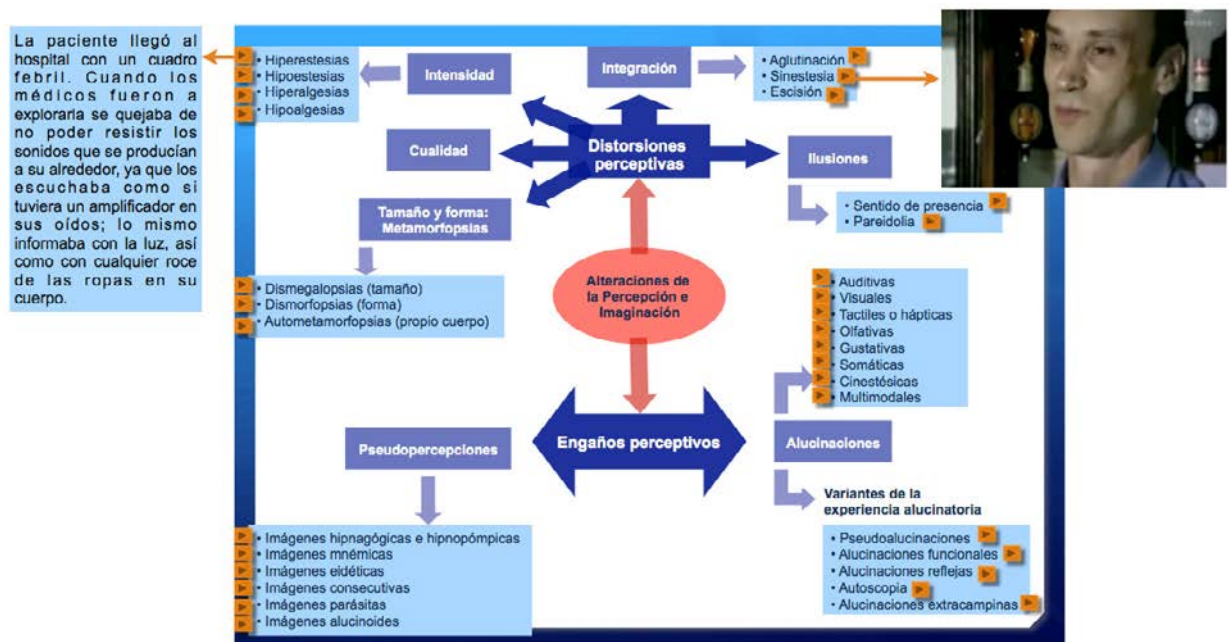 La paciente llegó al
hospital con un cuadro
febril. Cuando los
médicos fueron a
explorarla se quejaba de
no poder resistir los
sonidos que se producían
a su alrededor, ya que los
escuchaba como si
tuviera un amplificador en
sus oídos; lo mismo
informaba con la luz, así
como con cualquier roce
de las ropas en su
cuerpo.
• Hiperestesias
• Hipoestesias
• Hiperalgesias
• Hipoalgesias
Intensidad
Integración
• Aglutinación
• Sinestesia
• Escisión
Cualidad
Distorsiones
perceptivas
Ilusiones
• Sentido de presencia
• Pareidolia
Tamaño y forma:
Metamorfopsias
• Dismegalopsias (tamaño)
• Dismorfopsias (forma)
• Autometamorfopsias (propio cuerpo)
Alteraciones de
la Percepción e
Imaginación
• Auditivas
• Visuales
• Tactiles o hápticas
• Olfativas
• Gustativas
• Somáticas
• Cinestésicas
• Multimodales
Pseudopercepciones
Engaños perceptivos
Alucinaciones
Variantes de la
experiencia alucinatoria
• Pseudoalucinaciones
• Alucinaciones funcionales
• Alucinaciones reflejas
• Autoscopia
• Alucinaciones extracampinas
• Imágenes hipnagógicas e hipnopómpicas
• Imágenes mnémicas
• Imágenes eidéticas
• Imágenes consecutivas
• Imágenes parásitas
• Imágenes alucinoides